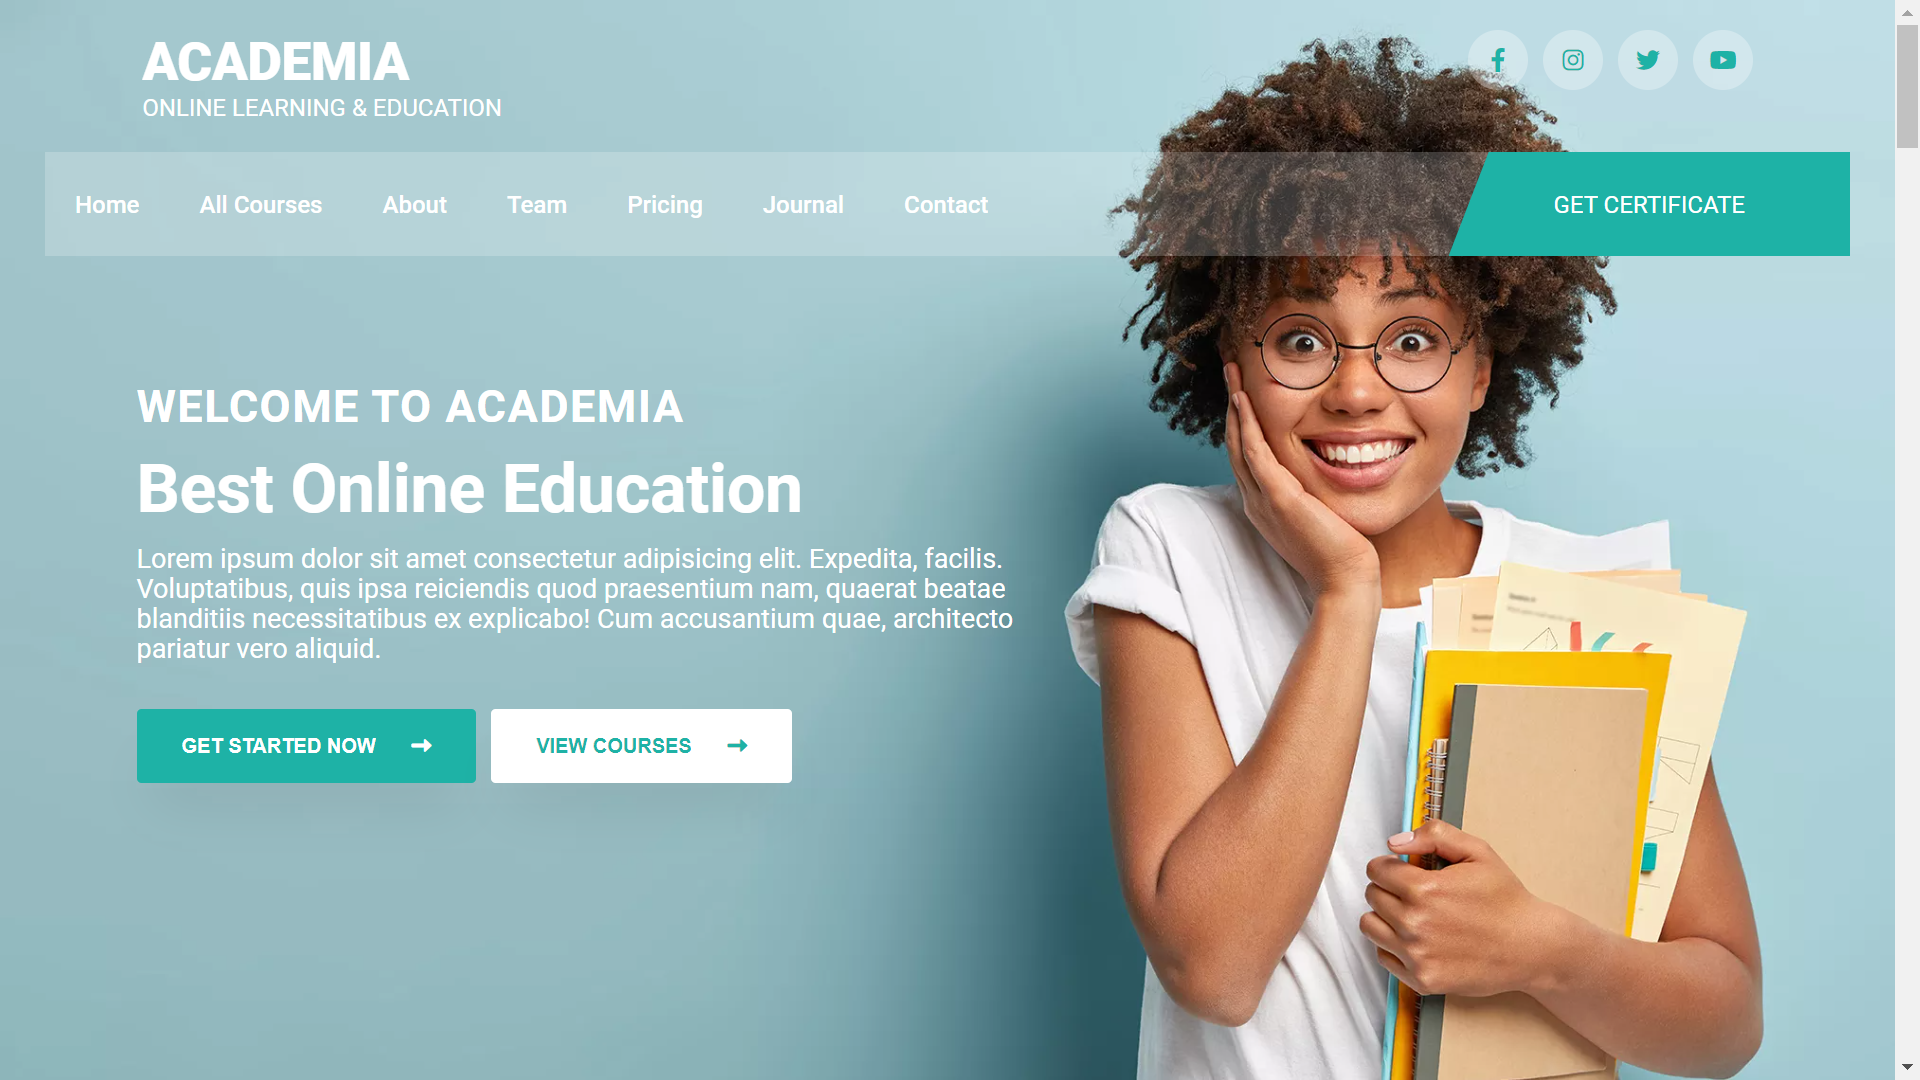 ACADEMIA
ONLINE LEARNING & EDUCATION
Home All Courses About Team Pricing Journal Contact GET CERTIFICATE
WELCOME TO ACADEMIA
Best Online Education
Lorem ipsum dolor sit amet consectetur adipisicing elit. Expedita, facilis.
Voluptatibus, quis ipsa reiciendis quod praesentium nam, quaerat beatae
blanditiis necessitatibus ex explicabo! Cum accusantium quae, architecto
pariatur vero aliquid.
GET STARTED NOW VIEW COURSES